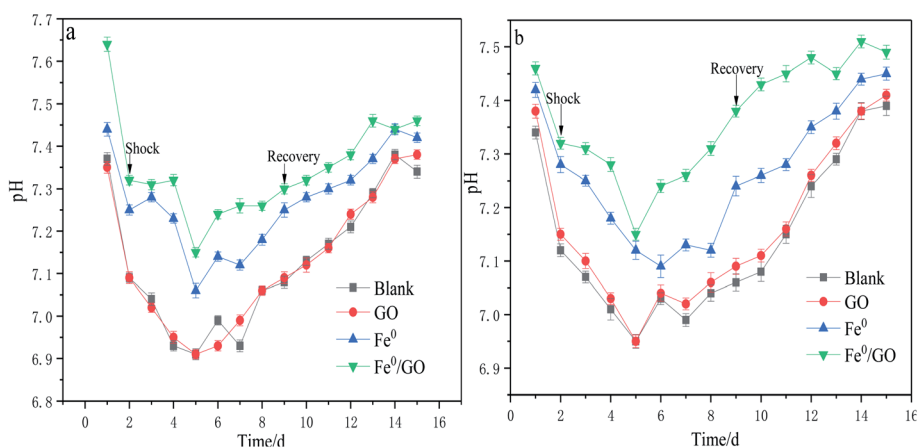 a
7.7
7.6
7.5
7.4
7.3
7.2
7.1
7.0
6.9
6.8
pH
Shock
Recovery
Blank
GO
Fe⁰
Fe⁰/GO
0 2 4 6 8 10 12 14 16
Time/d
b
7.5
7.4
7.3
7.2
7.1
7.0
6.9
pH
Shock
Recovery
Blank
GO
Fe⁰
Fe⁰/GO
0 2 4 6 8 10 12 14 16
Time/d